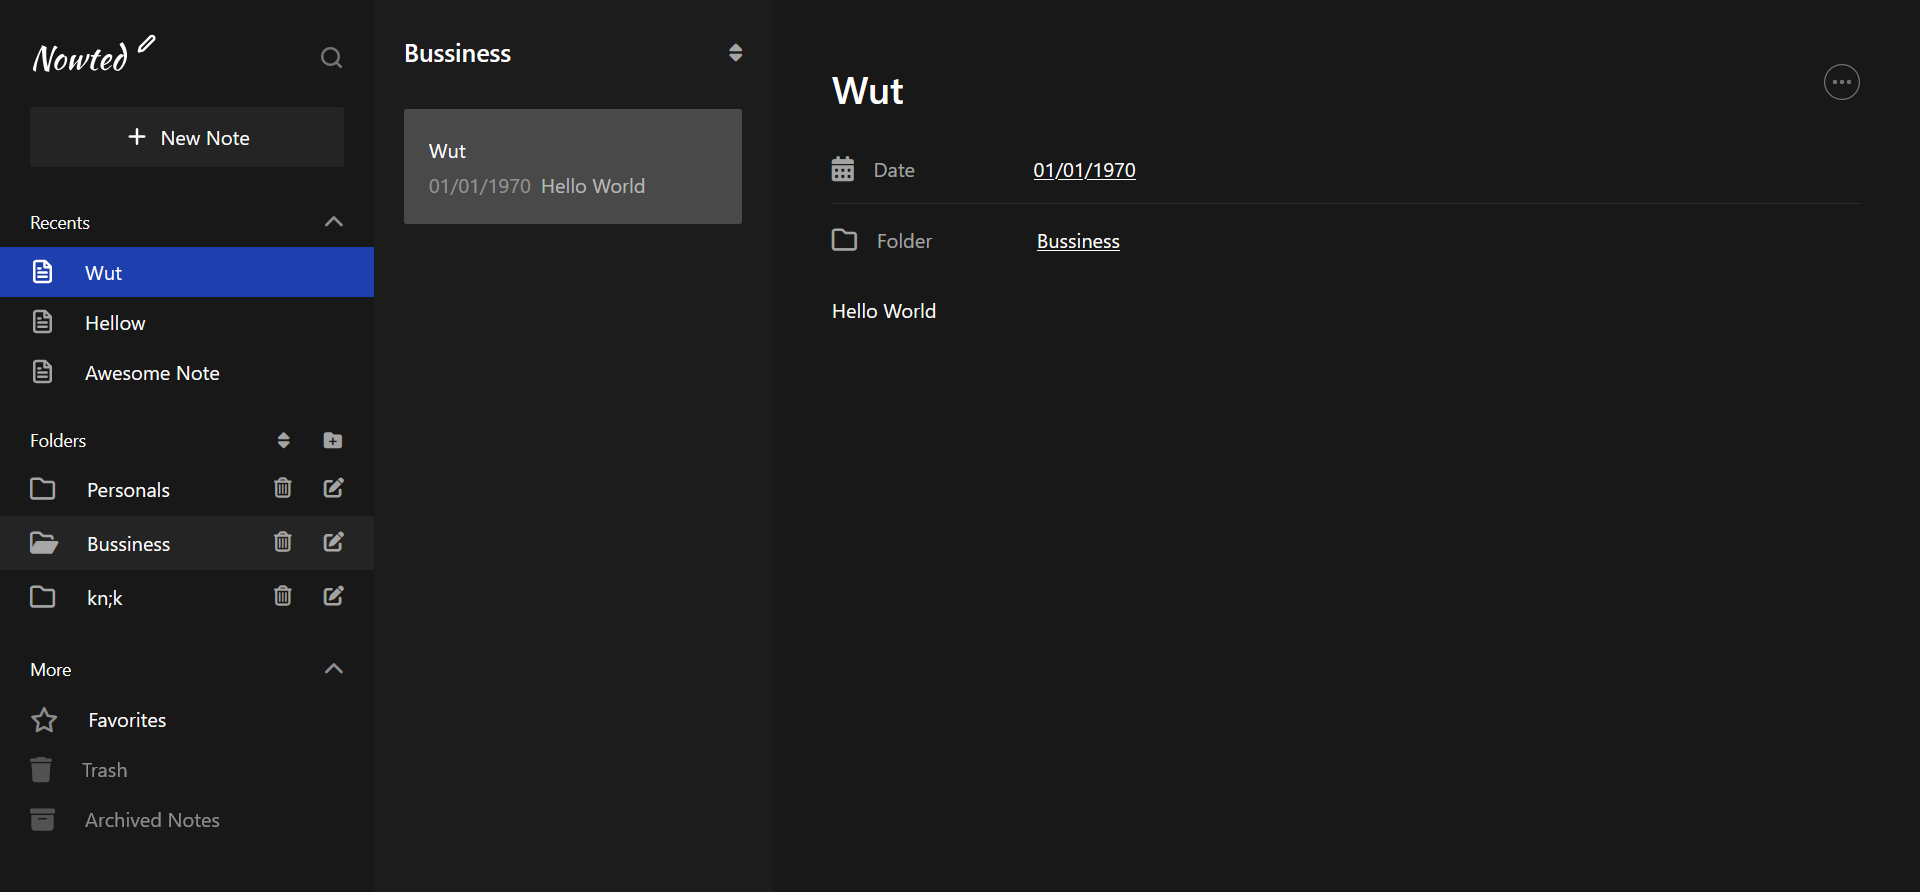 Nowted
New Note
Recents
Wut
Hellow
Awesome Note
Folders
Personals
Bussiness
kn;k
More
Favorites
Trash
Archived Notes
Bussiness
Wut
01/01/1970 Hello World
Wut
Date 01/01/1970
Folder Bussiness
Hello World